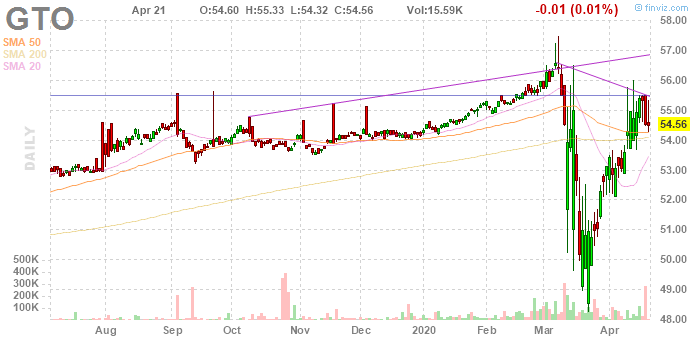 GTO
Apr 21
O:54.60 H:55.33 L:54.32 C:54.56 Vol:15.59K
-0.01 (0.01%)
© finviz.com
SMA 50
SMA 200
SMA 20
DAILY
58.00
57.00
56.00
55.00
54.56
54.00
53.00
52.00
51.00
50.00
49.00
48.00
500K
400K
300K
200K
100K
Aug Sep Oct Nov Dec 2020 Feb Mar Apr